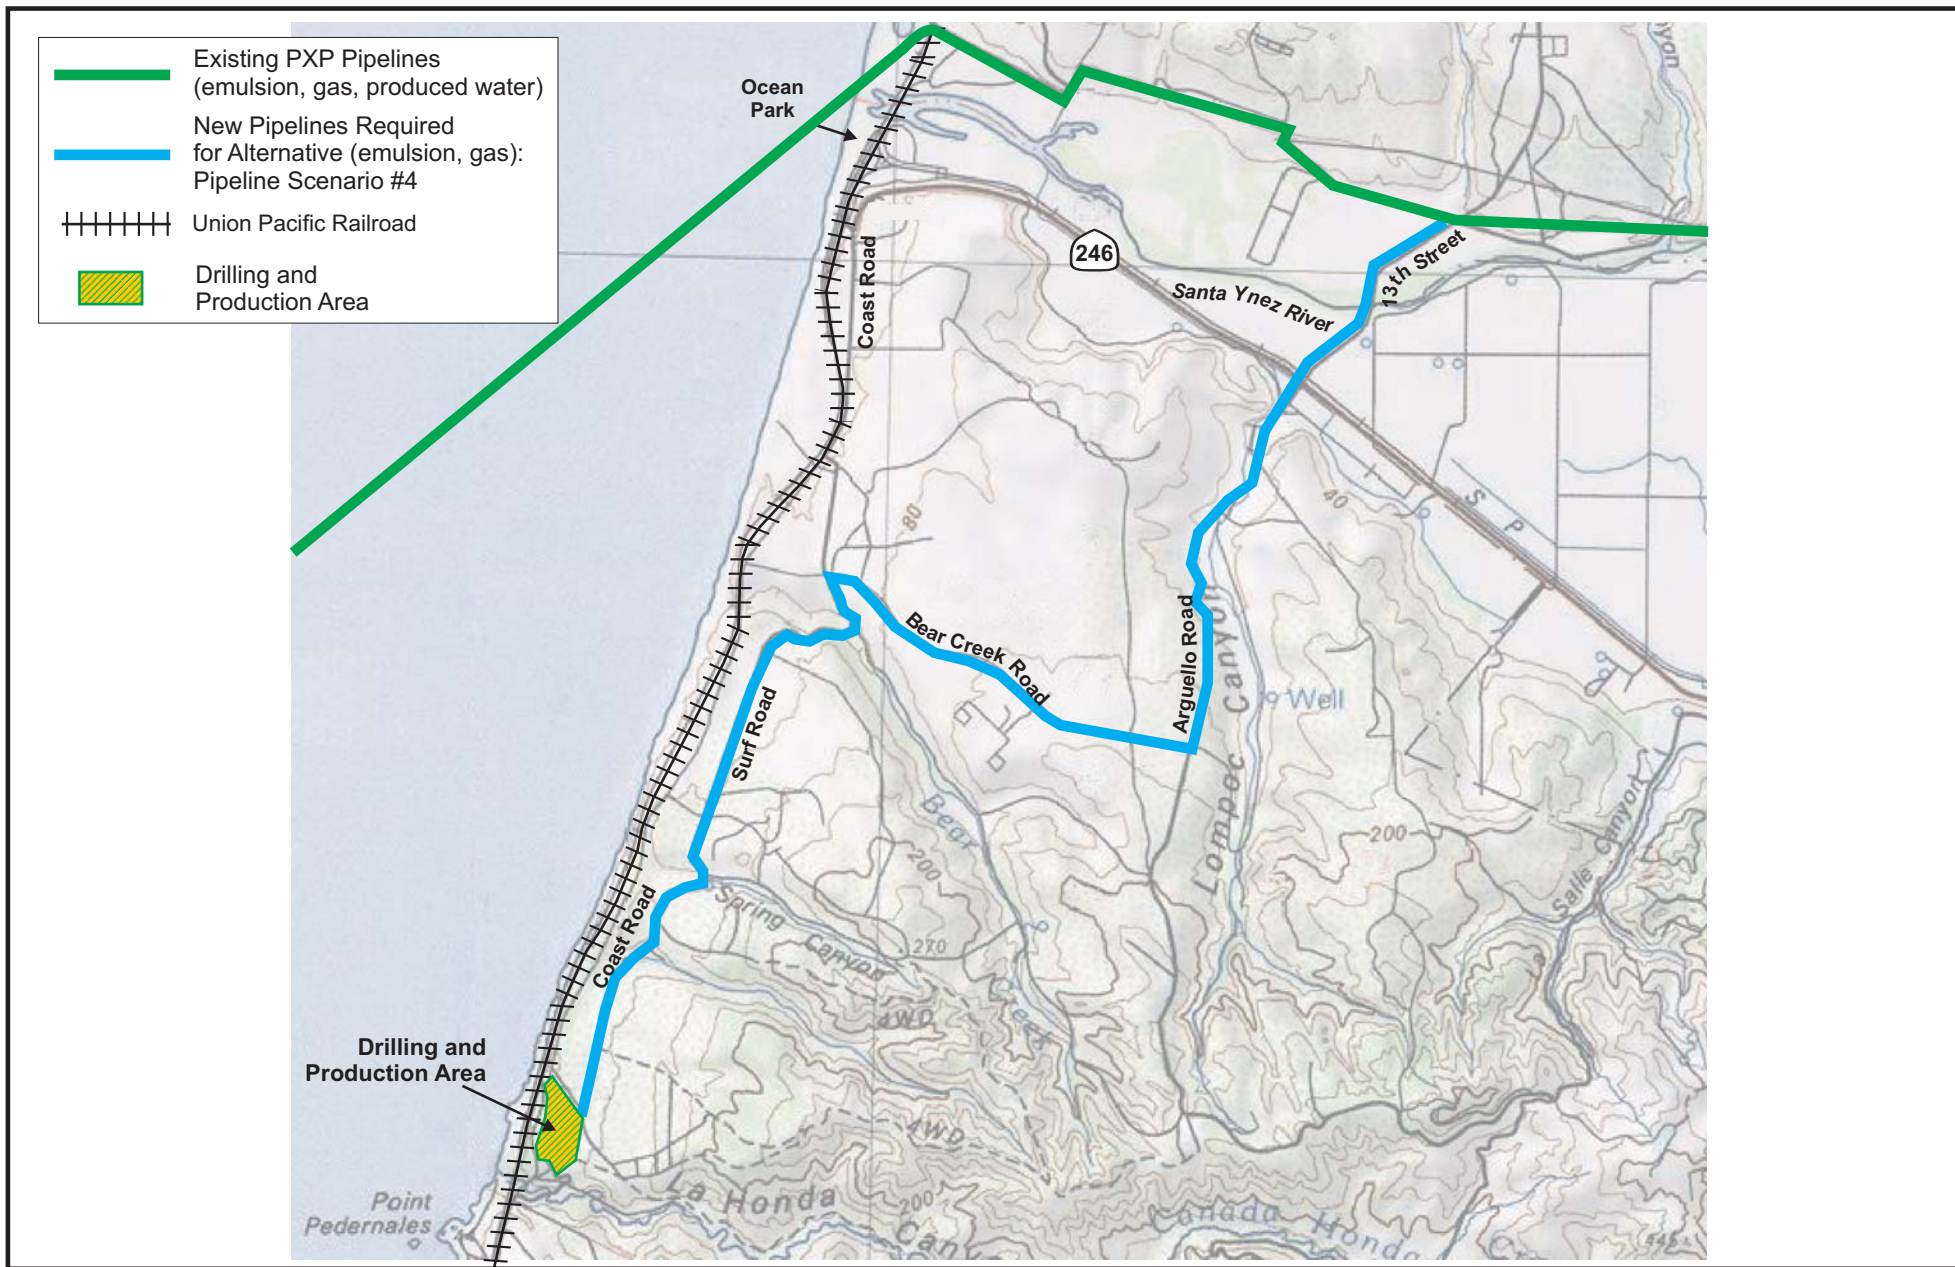 Existing PXP Pipelines
(emulsion, gas, produced water)
New Pipelines Required
for Alternative (emulsion, gas):
Pipeline Scenario #4
Union Pacific Railroad
Drilling and
Production Area
Ocean
Park
246
Coast Road
Santa Ynez River
13th Street
S P
40
80
Bear Creek Road
Arguello Road
Lompoc Canyon
Well
Surf Road
Bear Creek
200
200
Salle Canyon
Spring Canyon
270
Coast Road
4WD
Drilling and
Production Area
4WD
La Honda
200
Point
Pedernales
Canada Honda